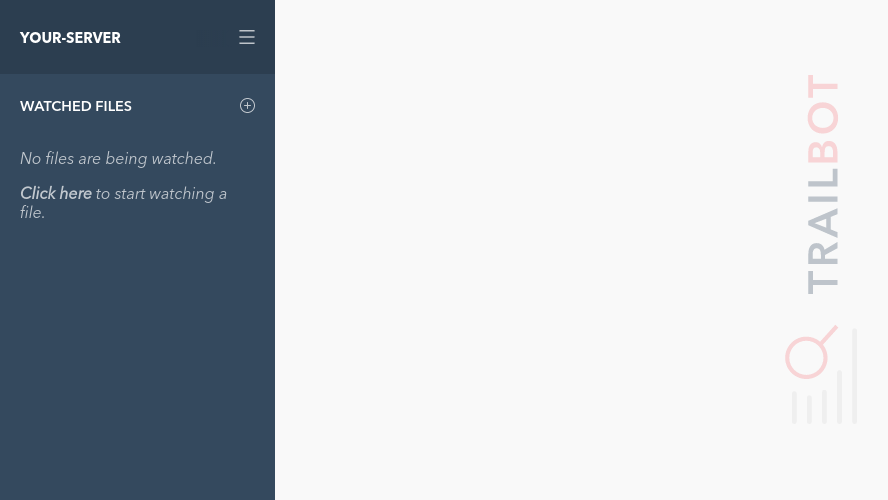 YOUR-SERVER
WATCHED FILES
No files are being watched.
Click here to start watching a
file.
TRAILBOT